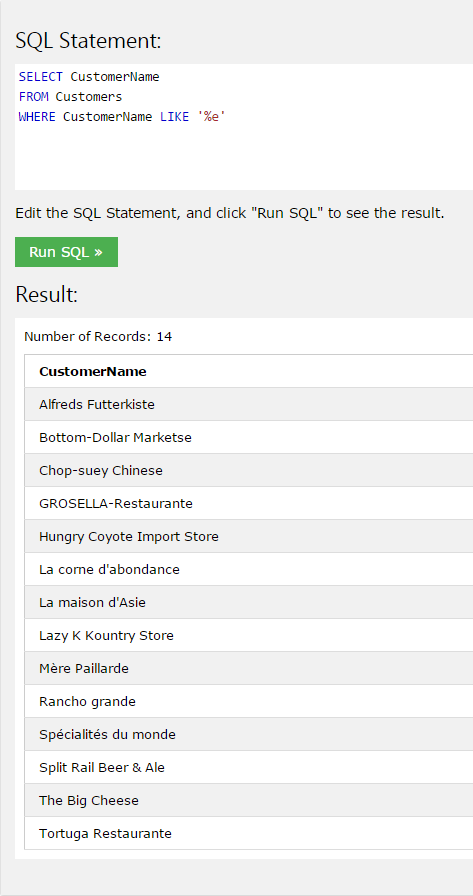 SQL Statement:
SELECT CustomerName
FROM Customers
WHERE CustomerName LIKE '%e'
Edit the SQL Statement, and click "Run SQL" to see the result.
Run SQL »
Result:
Number of Records: 14
CustomerName
Alfreds Futterkiste
Bottom-Dollar Marketse
Chop-suey Chinese
GROSELLA-Restaurante
Hungry Coyote Import Store
La corne d'abondance
La maison d'Asie
Lazy K Kountry Store
Mère Paillarde
Rancho grande
Spécialités du monde
Split Rail Beer & Ale
The Big Cheese
Tortuga Restaurante